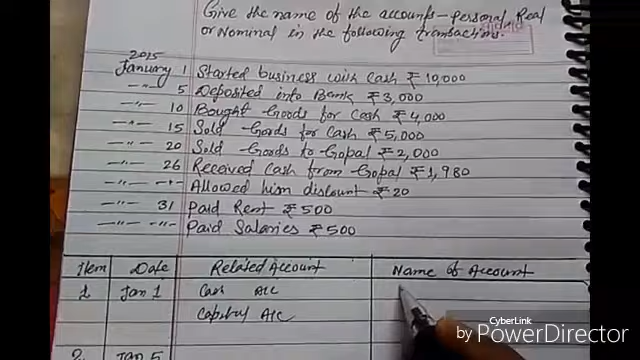 Give the name of the accounts - Personal Real
or Nominal in the following transactions.
2015
January 1 Started business with cash ₹ 10,000
-"- 5 Deposited into Bank ₹ 3,000
-"- 10 Bought Goods for cash ₹ 4,000
-"- 15 Sold Goods for Cash ₹ 5,000
-"- 20 Sold Goods to Gopal ₹ 2,000
-"- 26 Received Cash from Gopal ₹ 1,980
-"- -"- Allowed him discount ₹ 20
-"- 31 Paid Rent ₹ 500
-"- -"- Paid Salaries ₹ 500
Item Date Related Account Name of Account
1 Jan 1 Cash A/C
Capital A/C
2 Jan 5
CyberLink
by PowerDirector